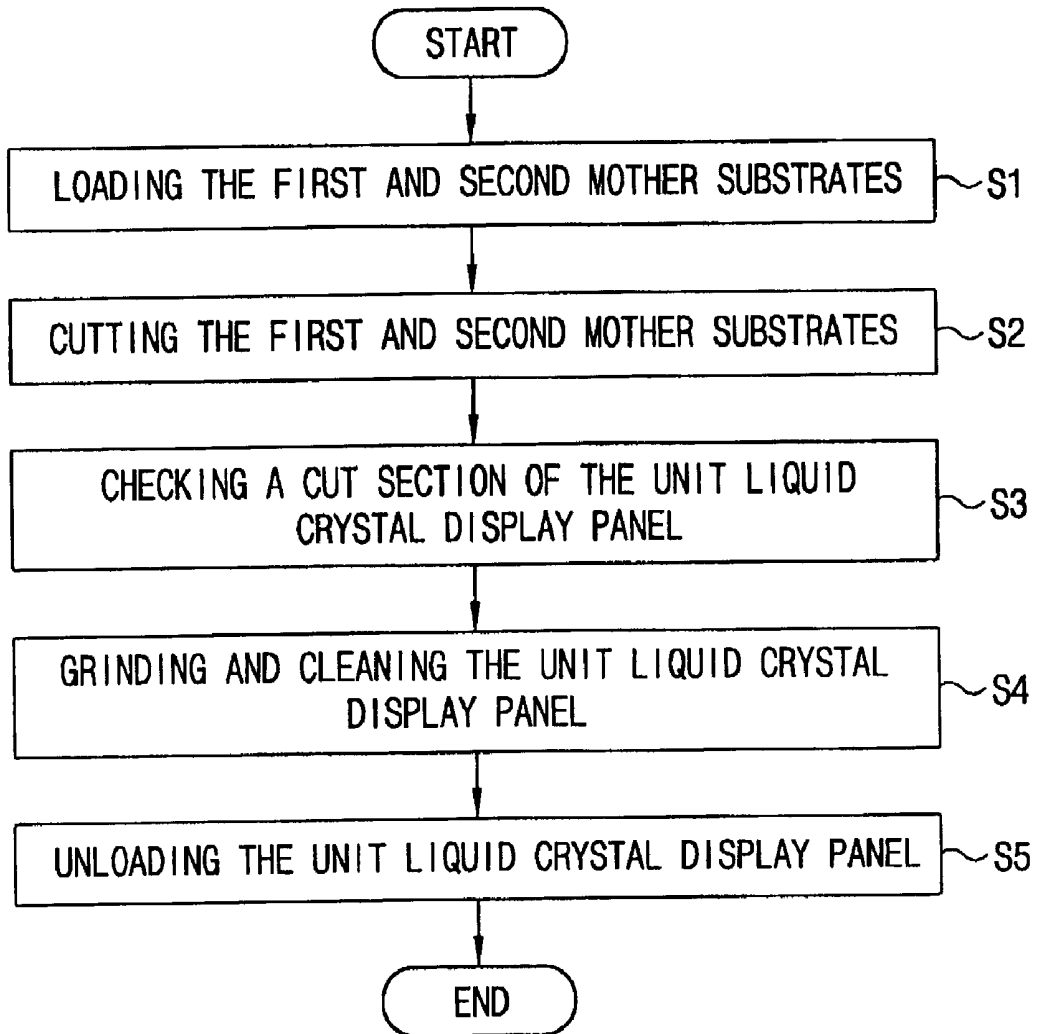 START
LOADING THE FIRST AND SECOND MOTHER SUBSTRATES
S1
CUTTING THE FIRST AND SECOND MOTHER SUBSTRATES
S2
CHECKING A CUT SECTION OF THE UNIT LIQUID
CRYSTAL DISPLAY PANEL
S3
GRINDING AND CLEANING THE UNIT LIQUID CRYSTAL
DISPLAY PANEL
S4
UNLOADING THE UNIT LIQUID CRYSTAL DISPLAY PANEL
S5
END